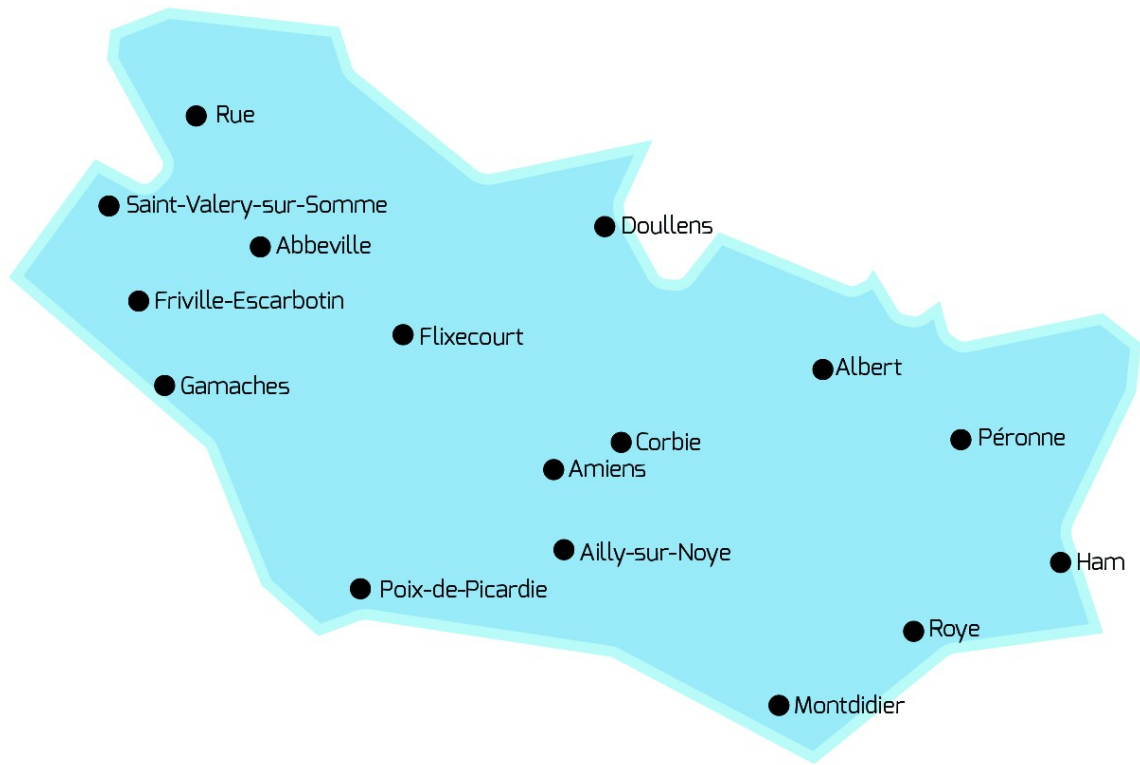 Rue
Saint-Valery-sur-Somme
Doullens
Abbeville
Friville-Escarbotin
Flixecourt
Albert
Gamaches
Péronne
Corbie
Amiens
Ailly-sur-Noye
Ham
Poix-de-Picardie
Roye
Montdidier